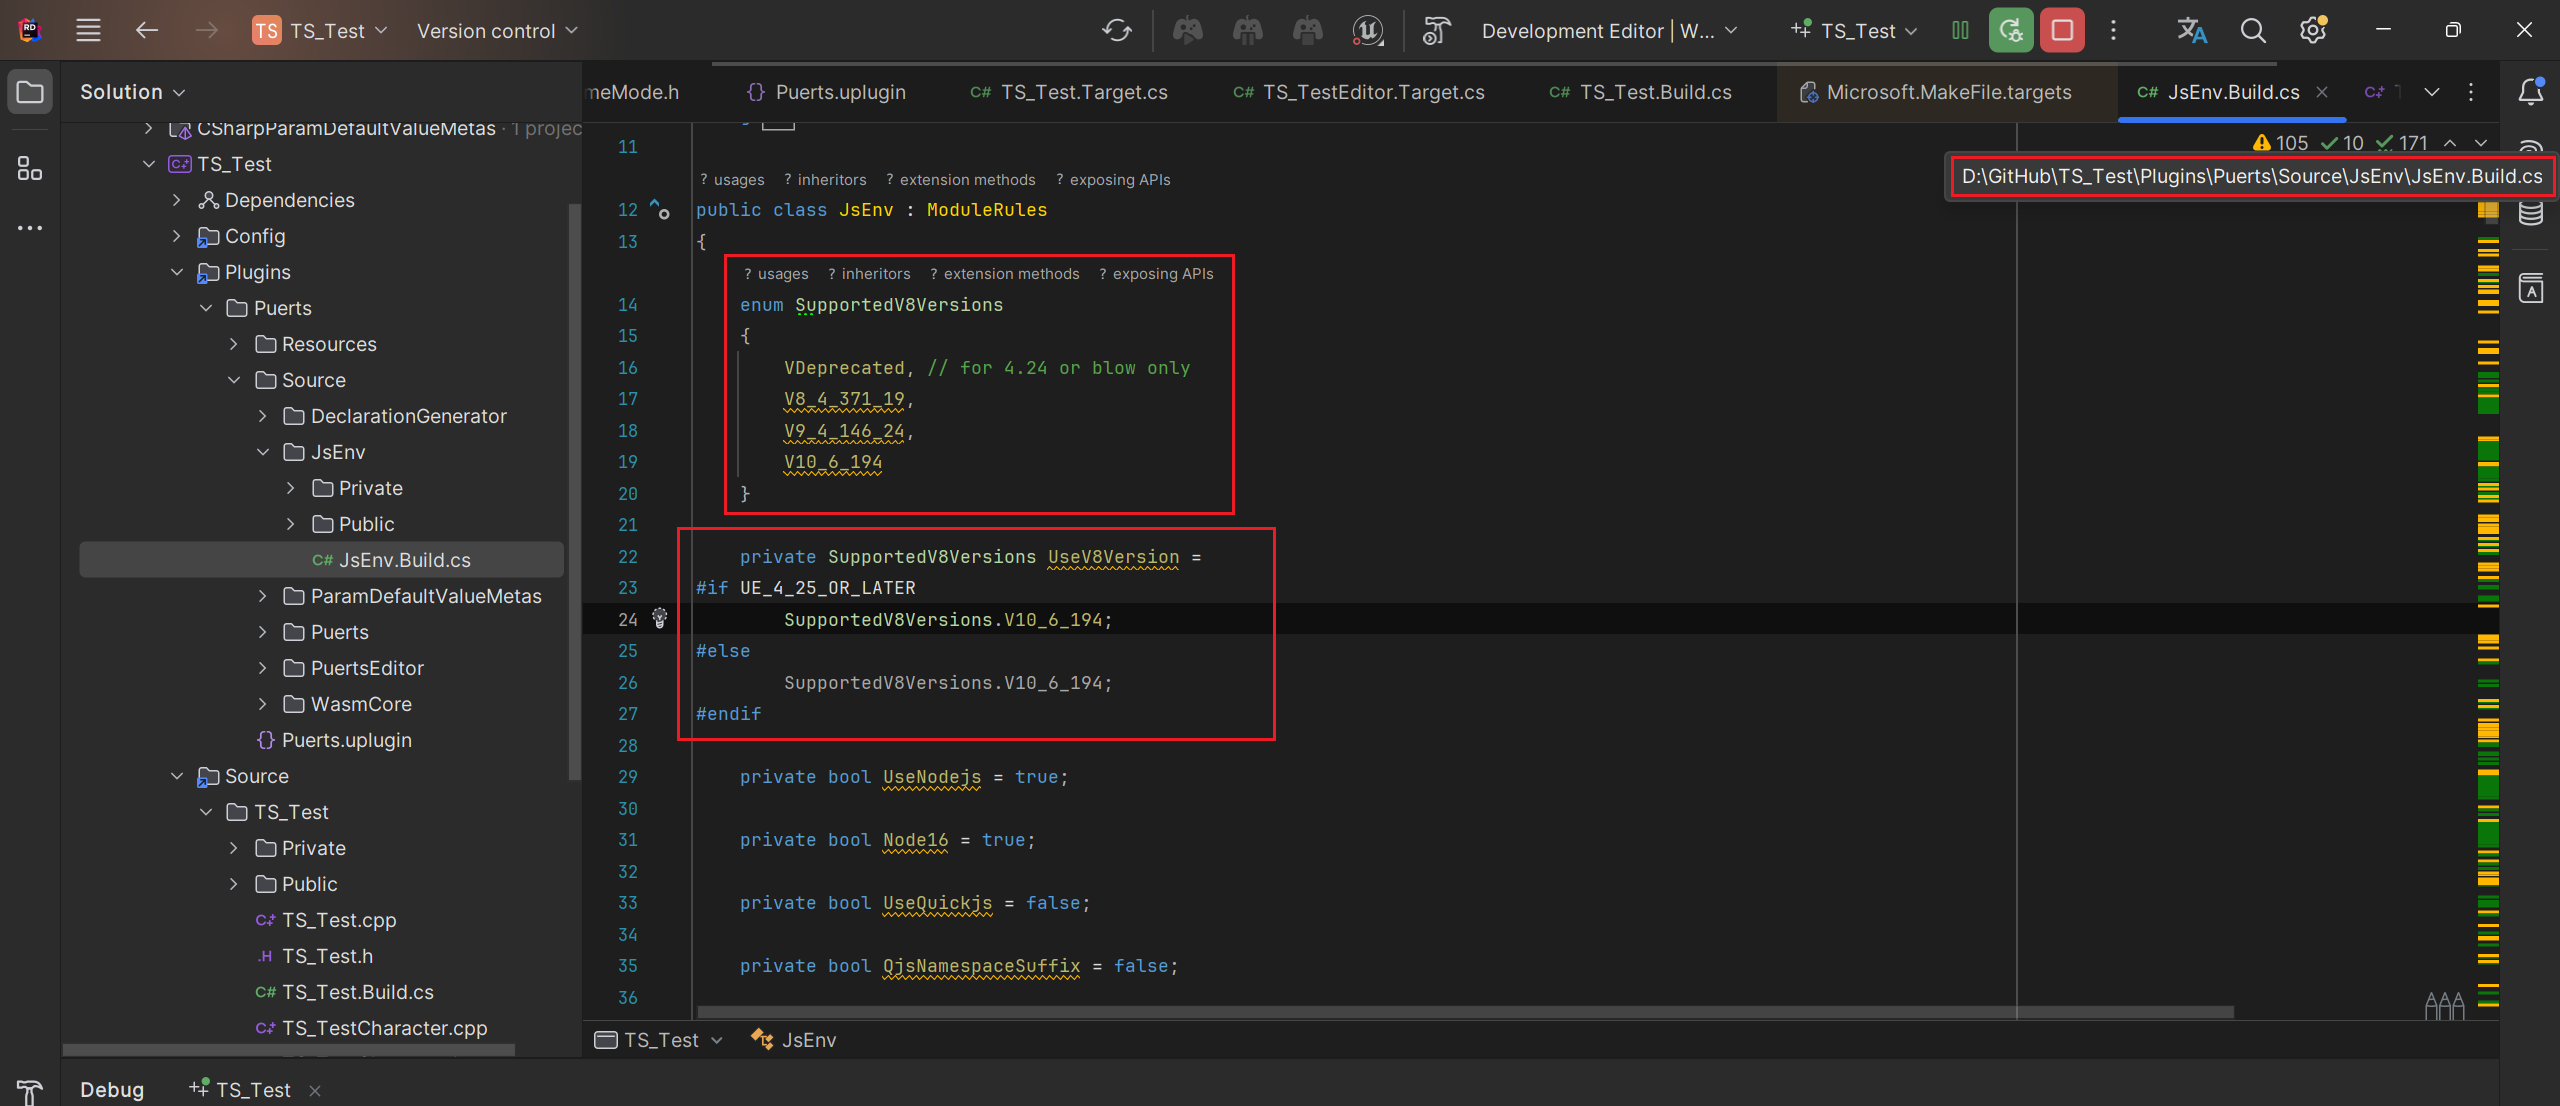 TS TS_Test Version control Development Editor | W... TS_Test
Solution
CSharpParamDefaultValueMetas · 1 projec
TS_Test
Dependencies
Config
Plugins
Puerts
Resources
Source
DeclarationGenerator
JsEnv
Private
Public
C# JsEnv.Build.cs
ParamDefaultValueMetas
Puerts
PuertsEditor
WasmCore
{} Puerts.uplugin
Source
TS_Test
Private
Public
C+ TS_Test.cpp
.H TS_Test.h
C# TS_Test.Build.cs
C+ TS_TestCharacter.cpp
meMode.h {} Puerts.uplugin C# TS_Test.Target.cs C# TS_TestEditor.Target.cs C# TS_Test.Build.cs Microsoft.MakeFile.targets C# JsEnv.Build.cs
105 10 171
D:\GitHub\TS_Test\Plugins\Puerts\Source\JsEnv\JsEnv.Build.cs
11
? usages ? inheritors ? extension methods ? exposing APIs
12 public class JsEnv : ModuleRules
13 {
? usages ? inheritors ? extension methods ? exposing APIs
14 enum SupportedV8Versions
15 {
16 VDeprecated, // for 4.24 or blow only
17 V8_4_371_19,
18 V9_4_146_24,
19 V10_6_194
20 }
21
22 private SupportedV8Versions UseV8Version =
23 #if UE_4_25_OR_LATER
24 SupportedV8Versions.V10_6_194;
25 #else
26 SupportedV8Versions.V10_6_194;
27 #endif
28
29 private bool UseNodejs = true;
30
31 private bool Node16 = true;
32
33 private bool UseQuickjs = false;
34
35 private bool QjsNamespaceSuffix = false;
36
TS_Test JsEnv
Debug TS_Test